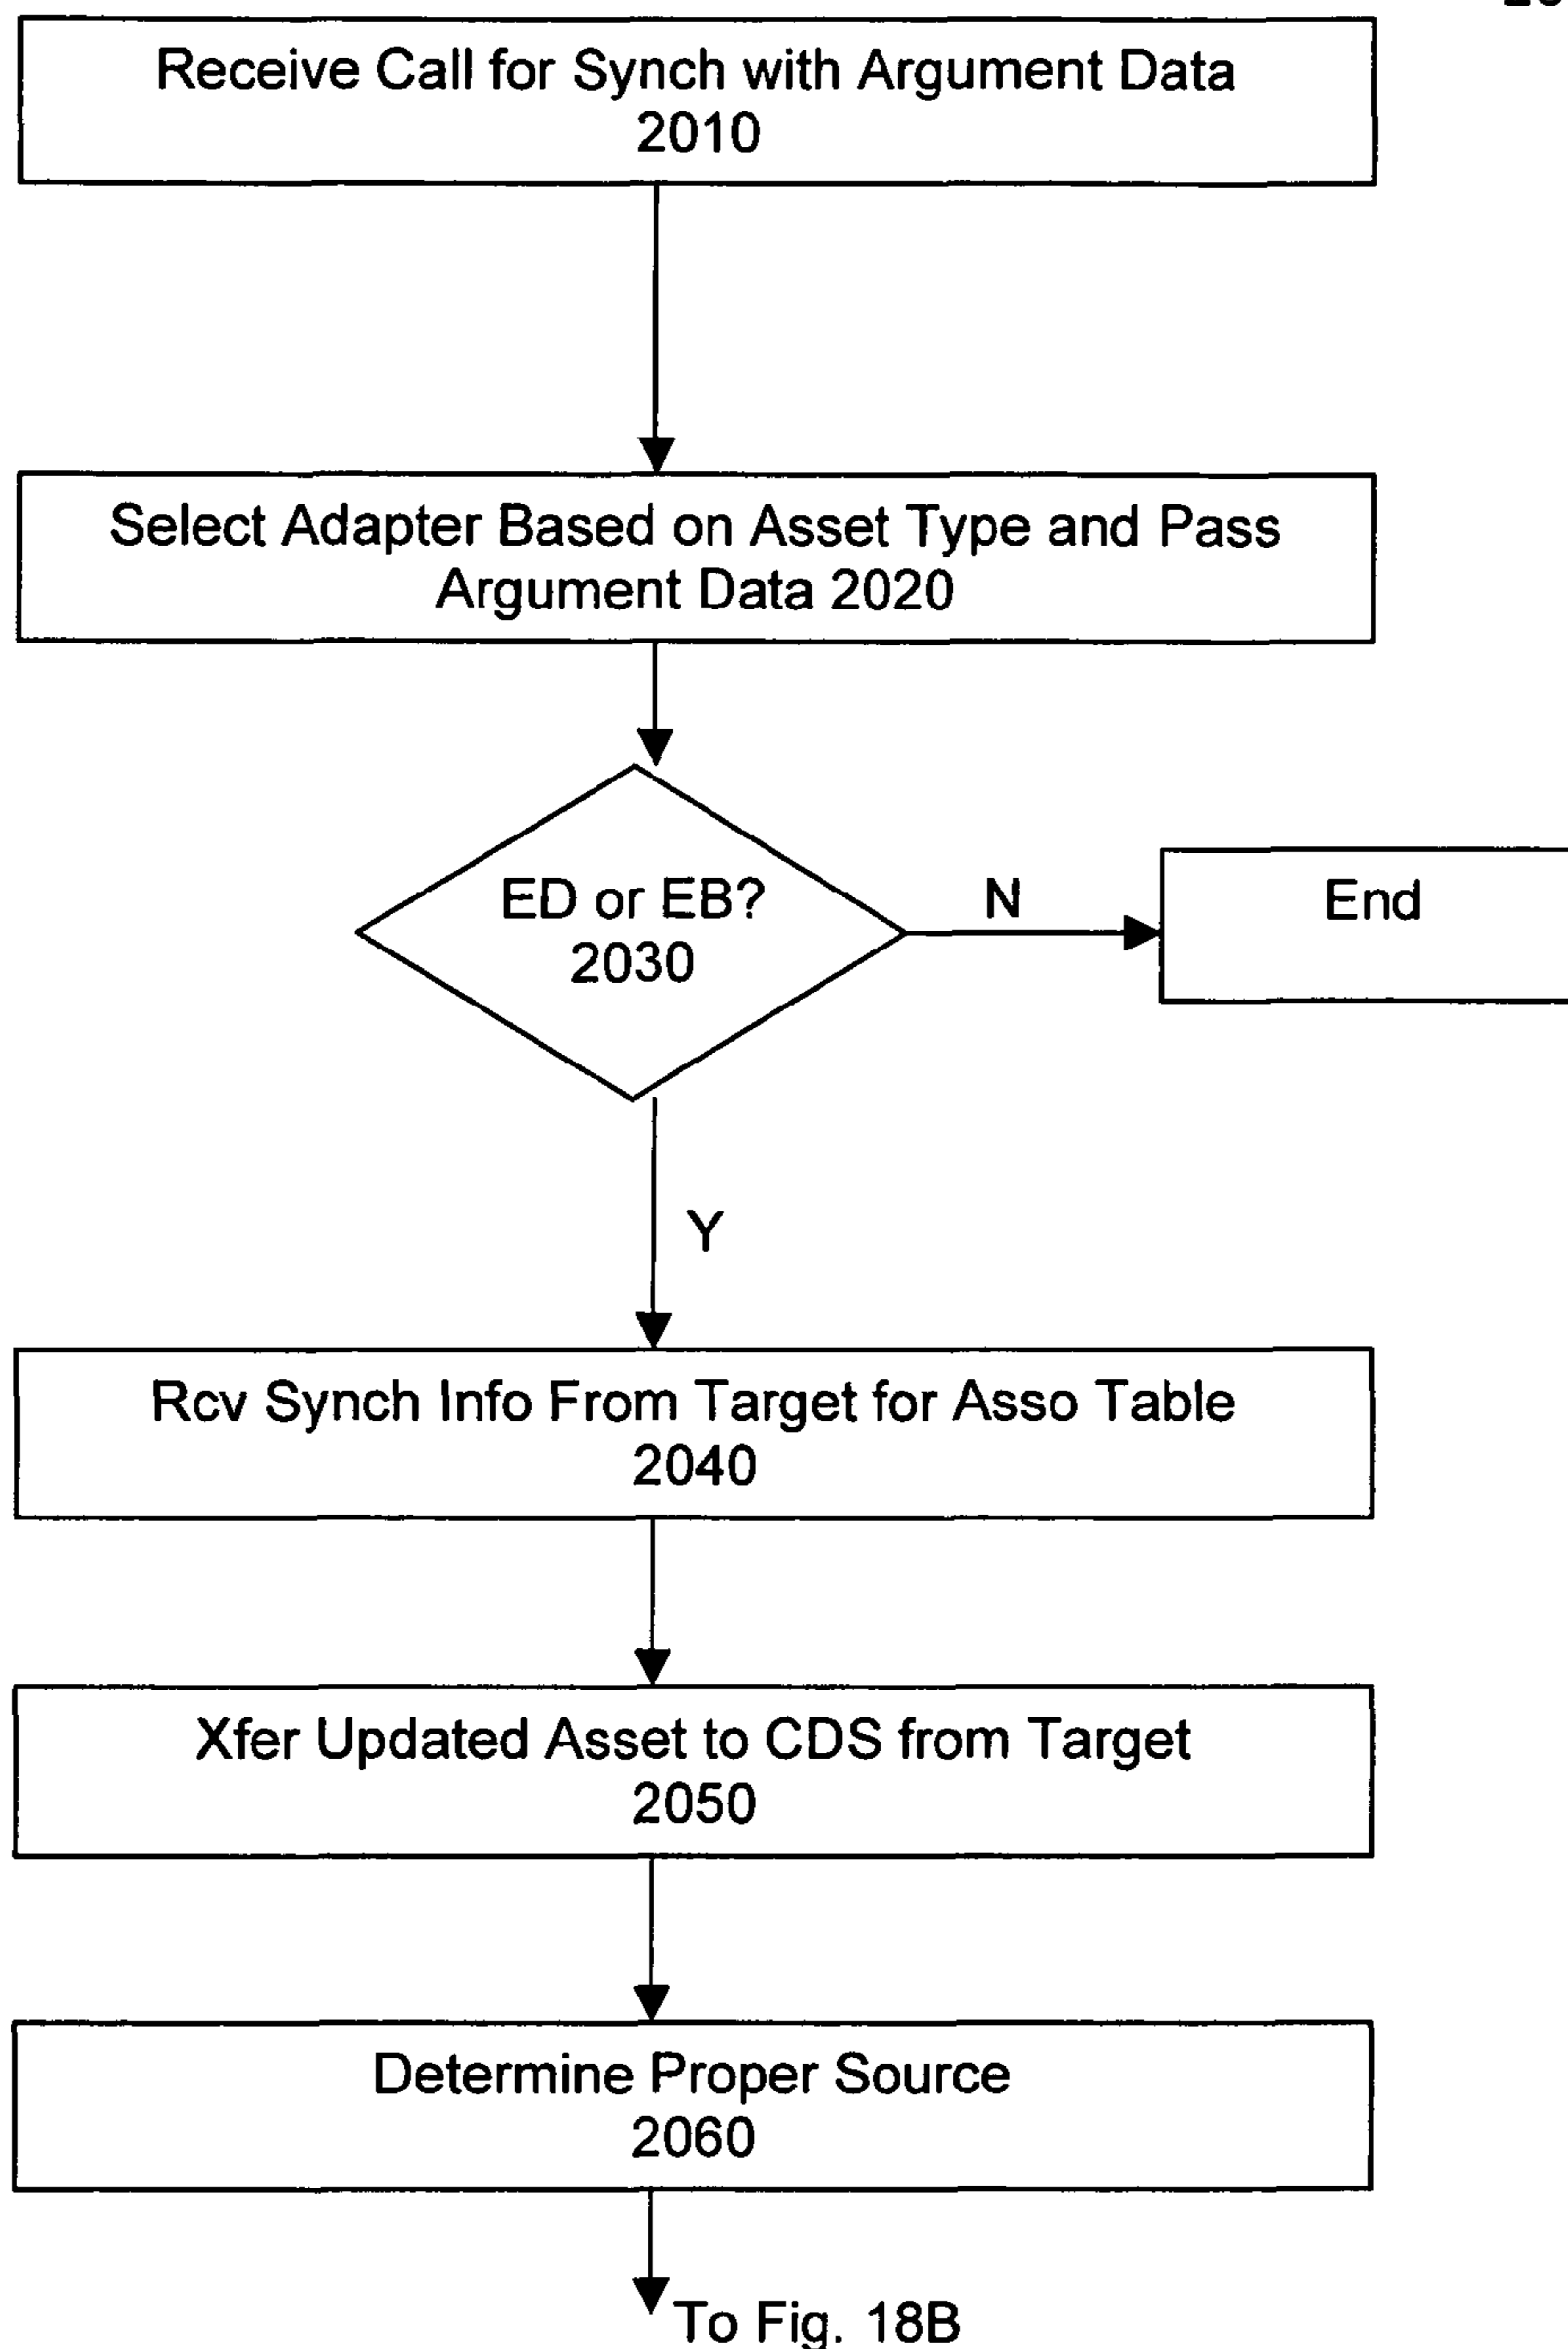 Receive Call for Synch with Argument Data
2010
Select Adapter Based on Asset Type and Pass
Argument Data 2020
ED or EB?
2030
N
End
Y
Rcv Synch Info From Target for Asso Table
2040
Xfer Updated Asset to CDS from Target
2050
Determine Proper Source
2060
To Fig. 18B